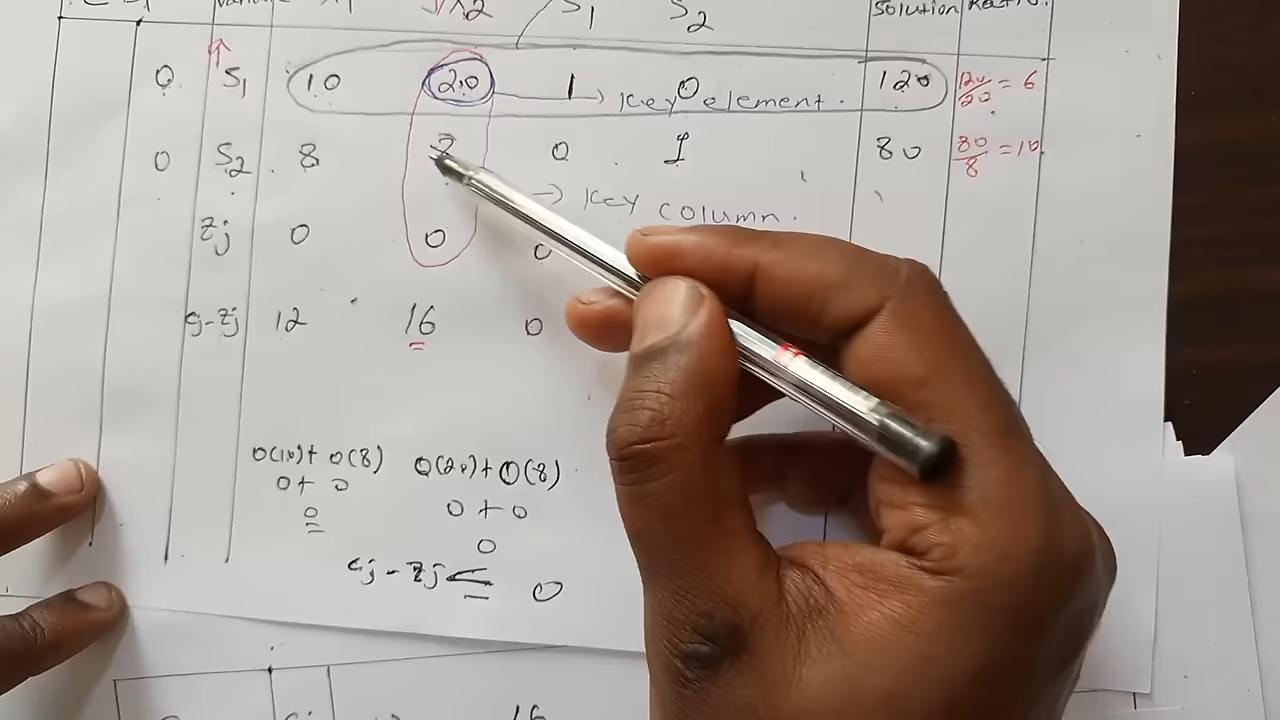 S1 S2 Solution
0 S1 10 20 1 0 120 120/20 = 6
→ Key element.
0 S2 8 8 0 1 80 80/8 = 10
→ Key column.
Zj 0 0 0
Cj-Zj 12 16 0
0(10)+ 0(8) 0(20)+0(8)
0+ 0 0+0
0 0
Cj - Zj ≤ 0
16